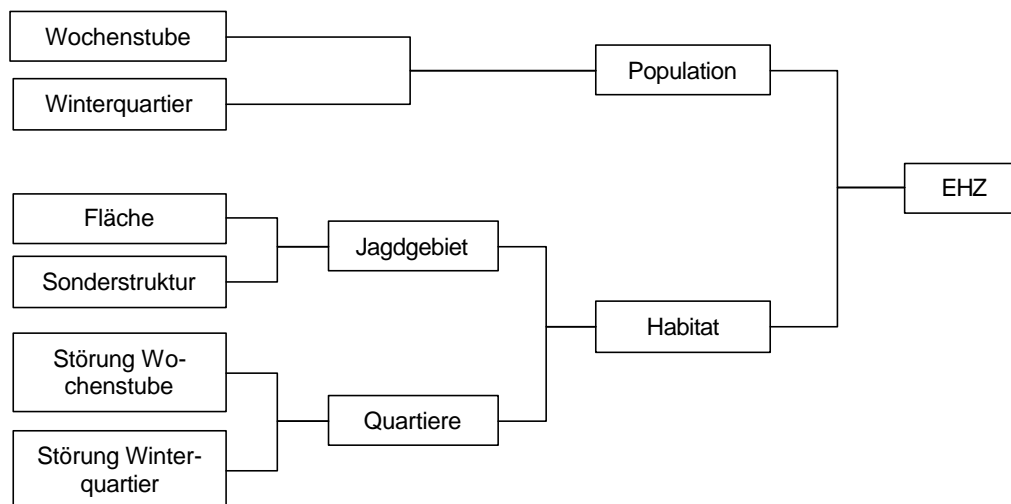 Wochenstube
Winterquartier
Population
EHZ
Fläche
Sonderstruktur
Jagdgebiet
Habitat
Störung Wo-
chenstube
Quartiere
Störung Winter-
quartier